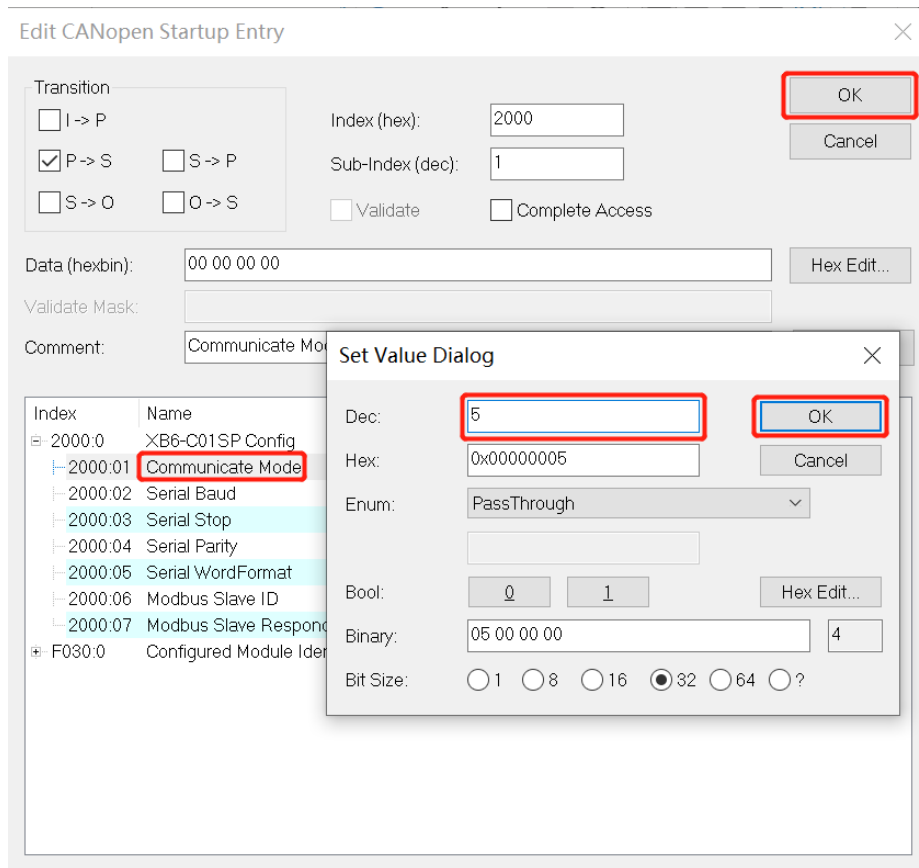 Edit CANopen Startup Entry
Transition
I -> P
P -> S
S -> P
S -> O
O -> S
Index (hex):
2000
Sub-Index (dec):
1
Validate
Complete Access
OK
Cancel
Data (hexbin):
00 00 00 00
Hex Edit...
Validate Mask:
Comment:
Communicate Mo
Index Name
2000:0 XB6-C01SP Config
2000:01 Communicate Mode
2000:02 Serial Baud
2000:03 Serial Stop
2000:04 Serial Parity
2000:05 Serial WordFormat
2000:06 Modbus Slave ID
2000:07 Modbus Slave Respond
F030:0 Configured Module Iden
Set Value Dialog
Dec:
5
OK
Hex:
0x00000005
Cancel
Enum:
PassThrough
Bool:
0
1
Hex Edit...
Binary:
05 00 00 00
4
Bit Size:
1 8 16 32 64 ?